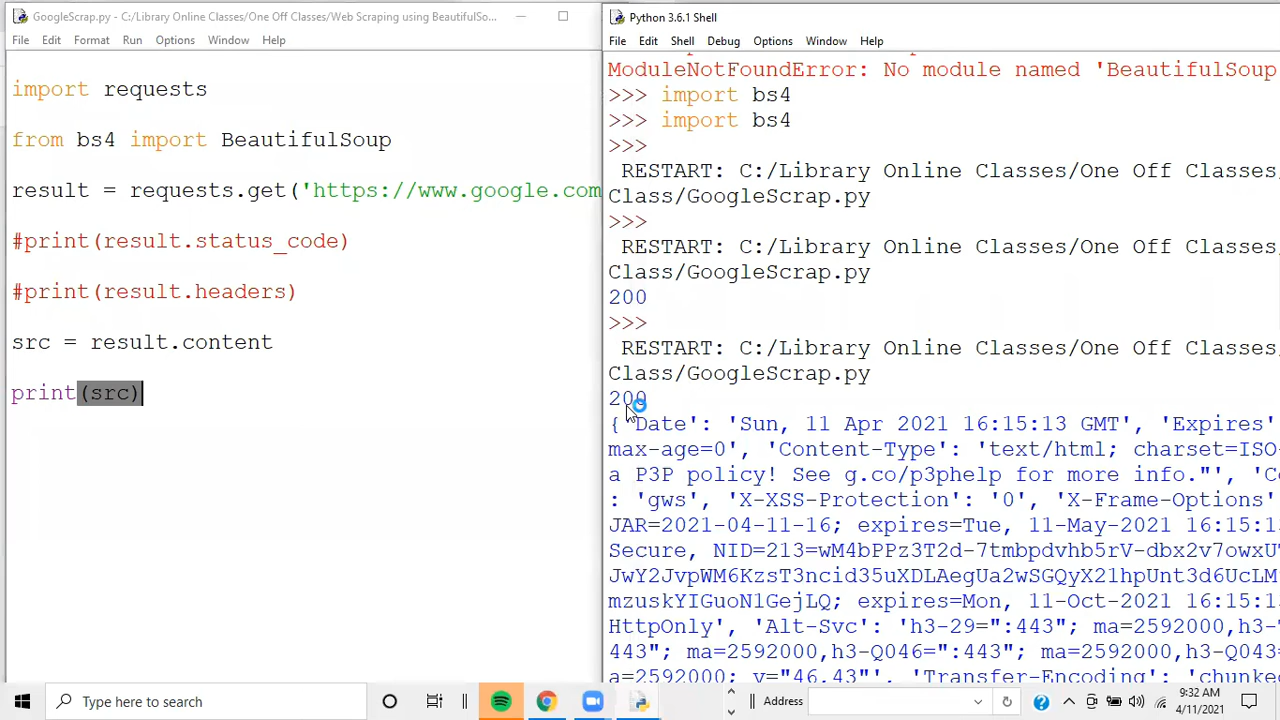 GoogleScrap.py - C:/Library Online Classes/One Off Classes/Web Scraping using BeautifulSo...
File Edit Format Run Options Window Help
import requests
from bs4 import BeautifulSoup
result = requests.get('https://www.google.com
#print(result.status_code)
#print(result.headers)
src = result.content
print(src)
Python 3.6.1 Shell
File Edit Shell Debug Options Window Help
ModuleNotFoundError: No module named 'BeautifulSoup
>>> import bs4
>>> import bs4
>>>
RESTART: C:/Library Online Classes/One Off Classes/
Class/GoogleScrap.py
>>>
RESTART: C:/Library Online Classes/One Off Classes/
Class/GoogleScrap.py
200
>>>
RESTART: C:/Library Online Classes/One Off Classes/
Class/GoogleScrap.py
200
{'Date': 'Sun, 11 Apr 2021 16:15:13 GMT', 'Expires'
max-age=0', 'Content-Type': 'text/html; charset=ISO-
a P3P policy! See g.co/p3phelp for more info."', 'Co
: 'gws', 'X-XSS-Protection': '0', 'X-Frame-Options'
JAR=2021-04-11-16; expires=Tue, 11-May-2021 16:15:13
Secure, NID=213=wM4bPPz3T2d-7tmbpdvhb5rV-dbx2v7owxU
JwY2JvpWM6KzsT3ncid35uXDLAegUa2wSGQyX21hpUnt3d6UcLM
mzuskYIGuoN1GejLQ; expires=Mon, 11-Oct-2021 16:15:13
HttpOnly', 'Alt-Svc': 'h3-29=":443"; ma=2592000,h3-
443"; ma=2592000,h3-Q046=":443"; ma=2592000,h3-
a=2592000; v="46,43"', 'Transfer-Encoding': 'chunke
Type here to search
Address
9:32 AM
4/11/2021